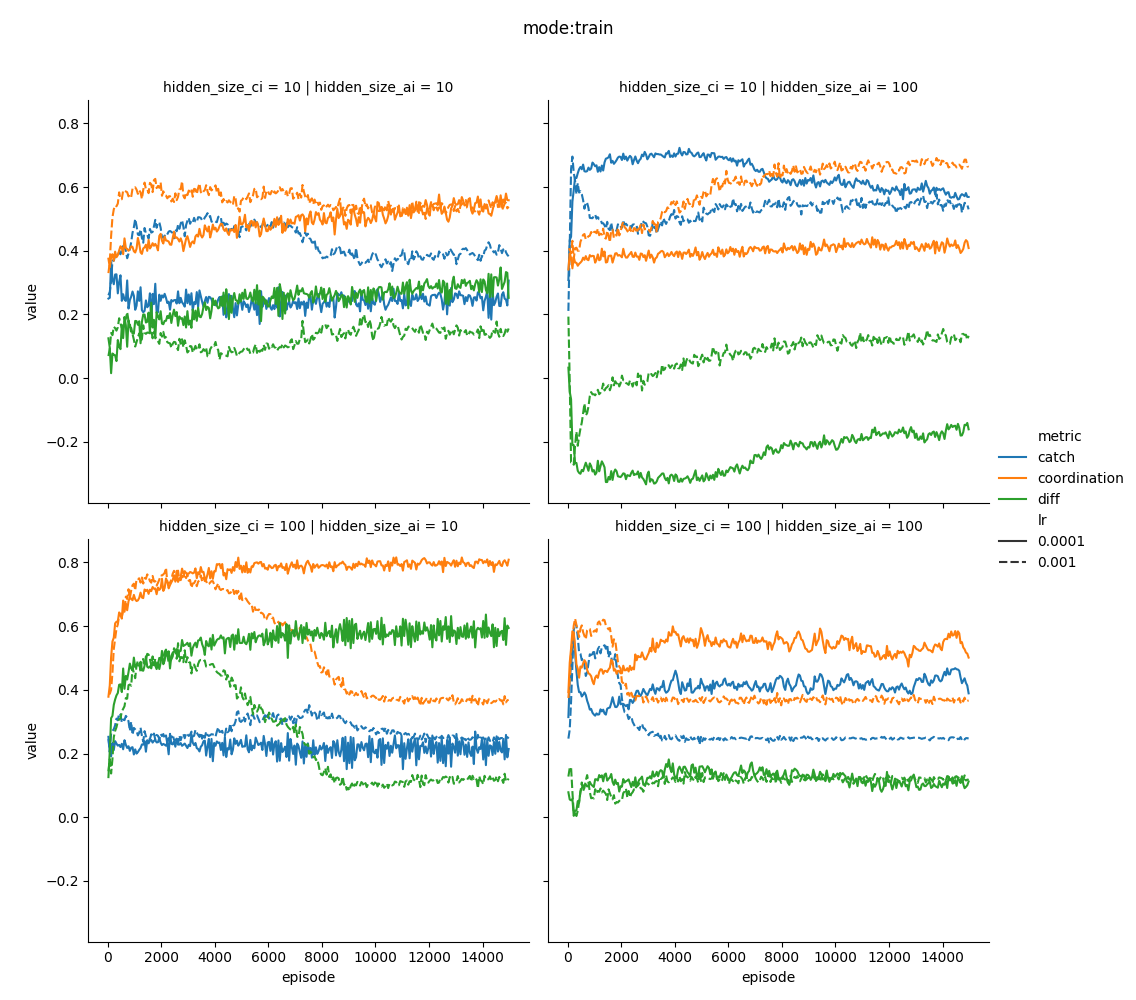 mode:train
hidden_size_ci = 10 | hidden_size_ai = 10
hidden_size_ci = 10 | hidden_size_ai = 100
0.8
0.6
0.4
0.2
0.0
−0.2
value
hidden_size_ci = 100 | hidden_size_ai = 10
hidden_size_ci = 100 | hidden_size_ai = 100
0.8
0.6
0.4
0.2
0.0
−0.2
value
0 2000 4000 6000 8000 10000 12000 14000
episode
0 2000 4000 6000 8000 10000 12000 14000
episode
metric
catch
coordination
diff
lr
0.0001
0.001